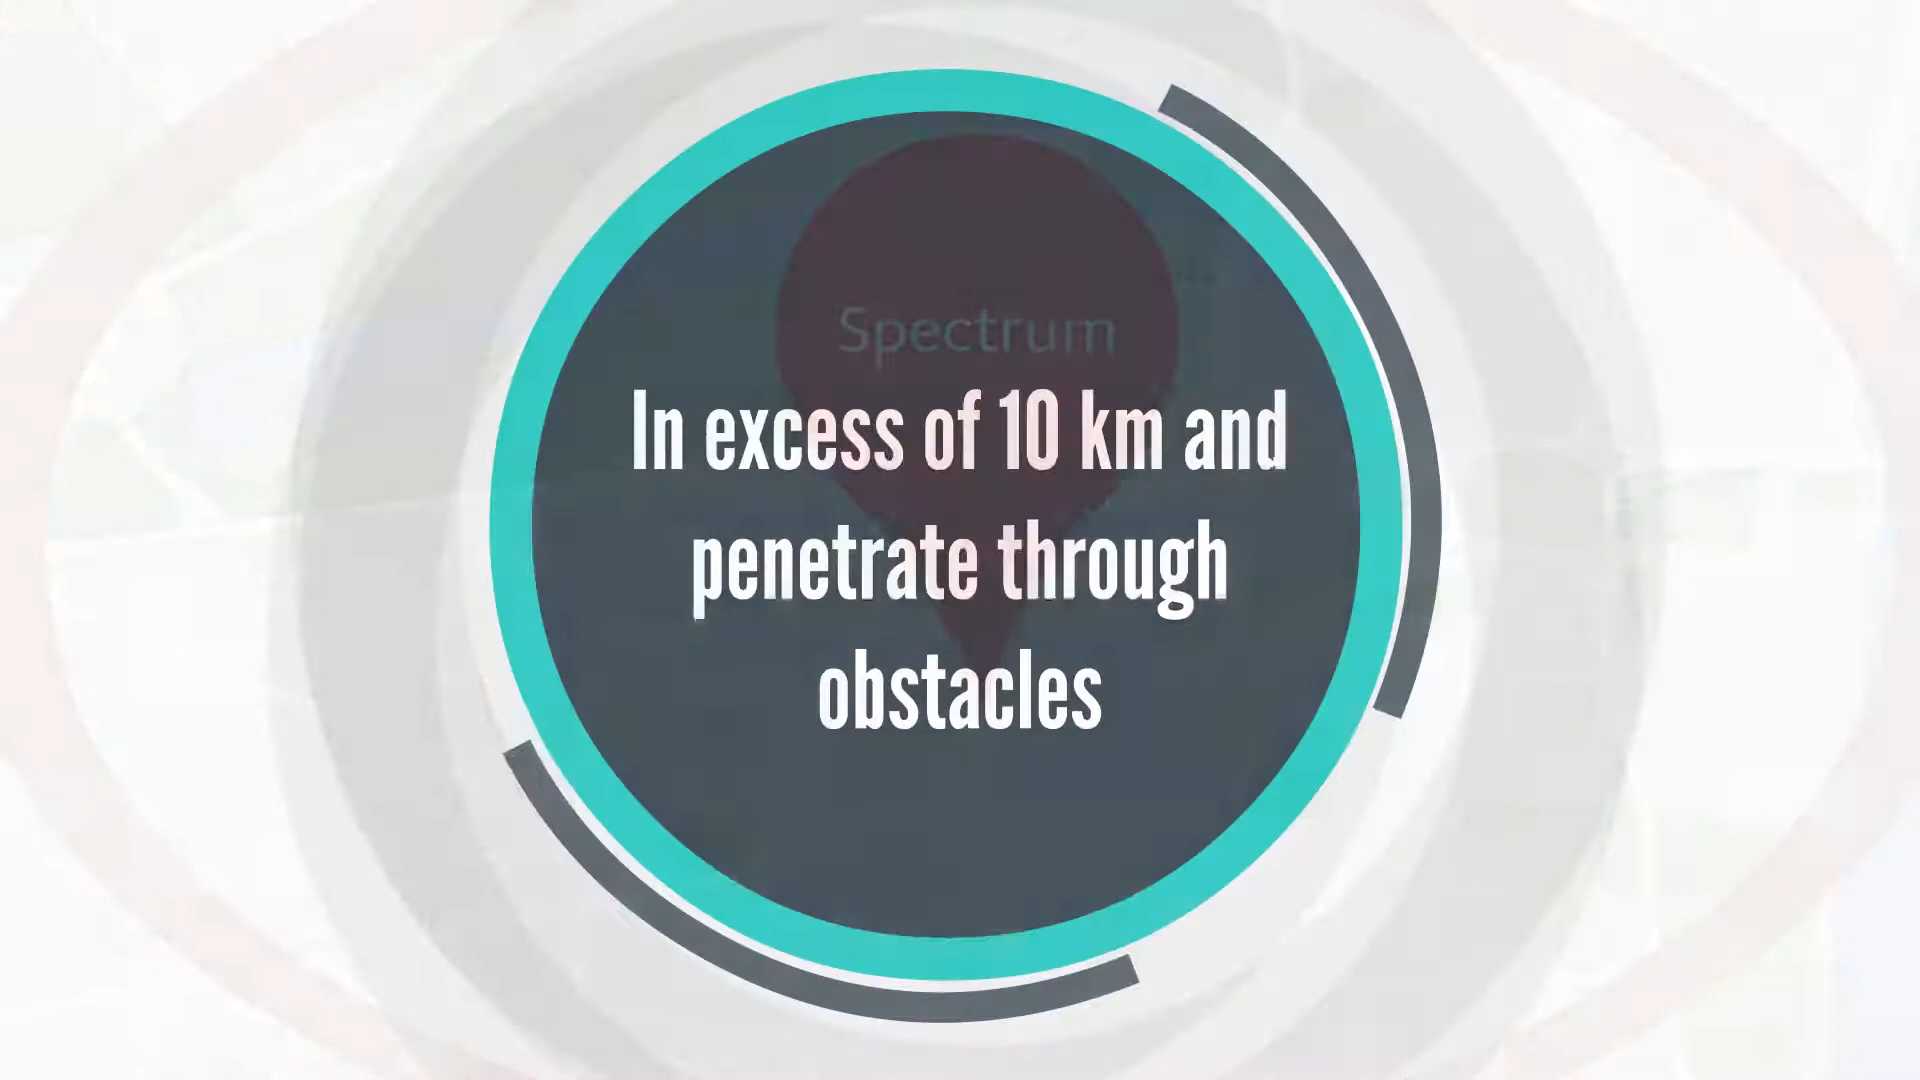 Spectrum
In excess of 10 km and
penetrate through
obstacles